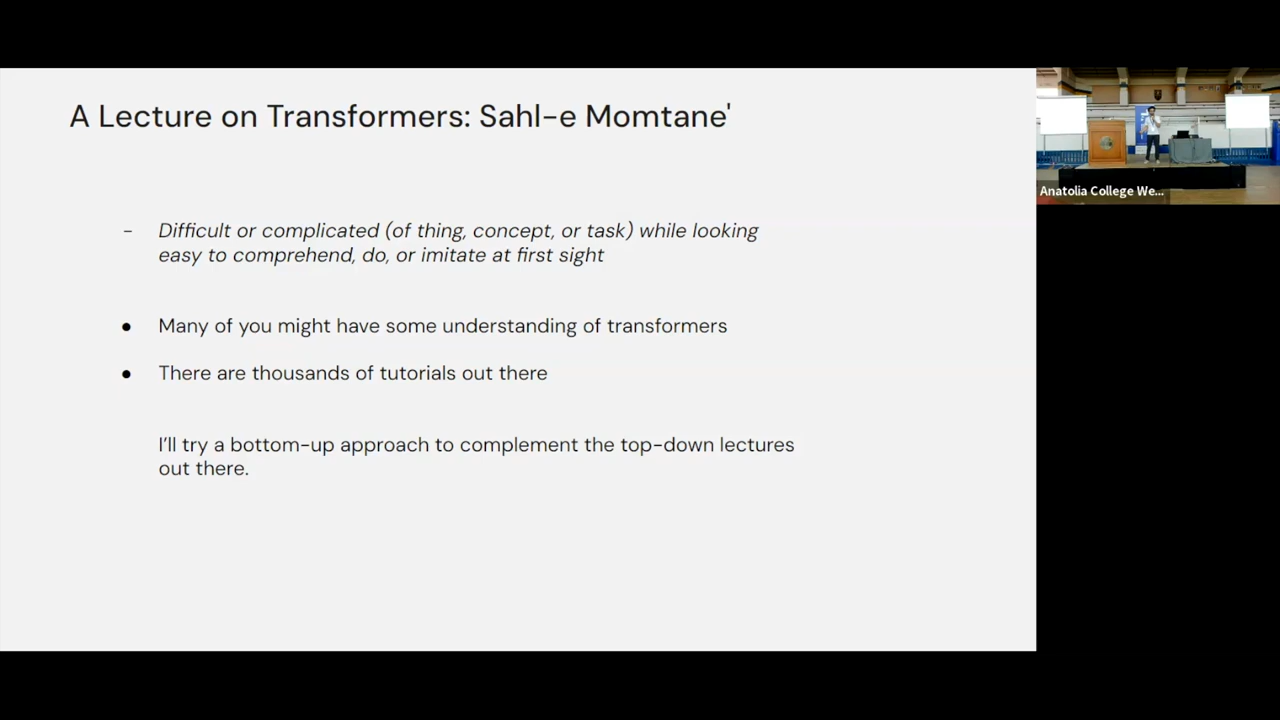 A Lecture on Transformers: Sahl-e Momtane'
- Difficult or complicated (of thing, concept, or task) while looking
easy to comprehend, do, or imitate at first sight
● Many of you might have some understanding of transformers
● There are thousands of tutorials out there
I'll try a bottom-up approach to complement the top-down lectures
out there.
Anatolia College We...